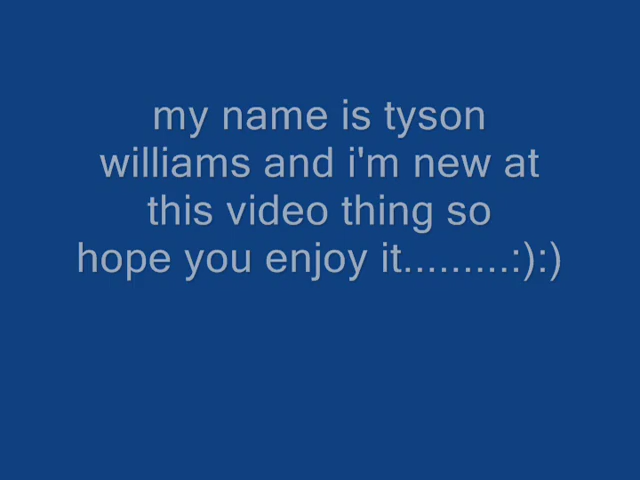 my name is tyson
williams and i'm new at
this video thing so
hope you enjoy it.........:):)